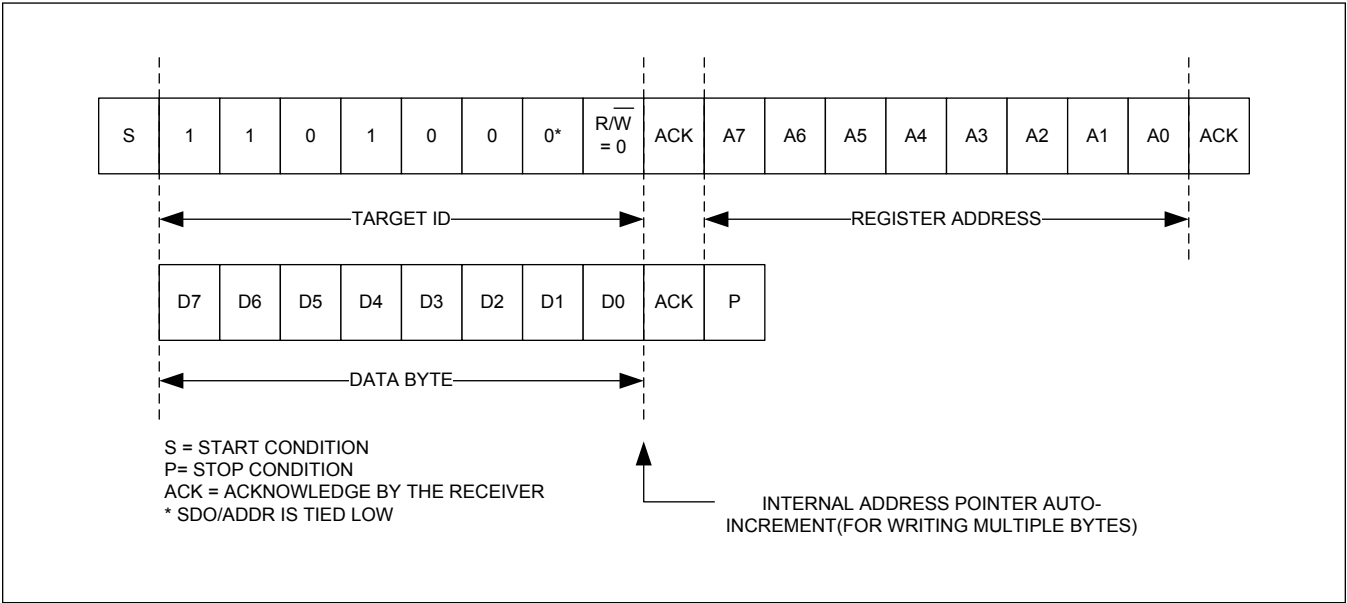 S 1 1 0 1 0 0 0* R/W̅ = 0 ACK A7 A6 A5 A4 A3 A2 A1 A0 ACK
TARGET ID
REGISTER ADDRESS
D7 D6 D5 D4 D3 D2 D1 D0 ACK P
DATA BYTE
S = START CONDITION
P= STOP CONDITION
ACK = ACKNOWLEDGE BY THE RECEIVER
* SDO/ADDR IS TIED LOW
INTERNAL ADDRESS POINTER AUTO-
INCREMENT(FOR WRITING MULTIPLE BYTES)